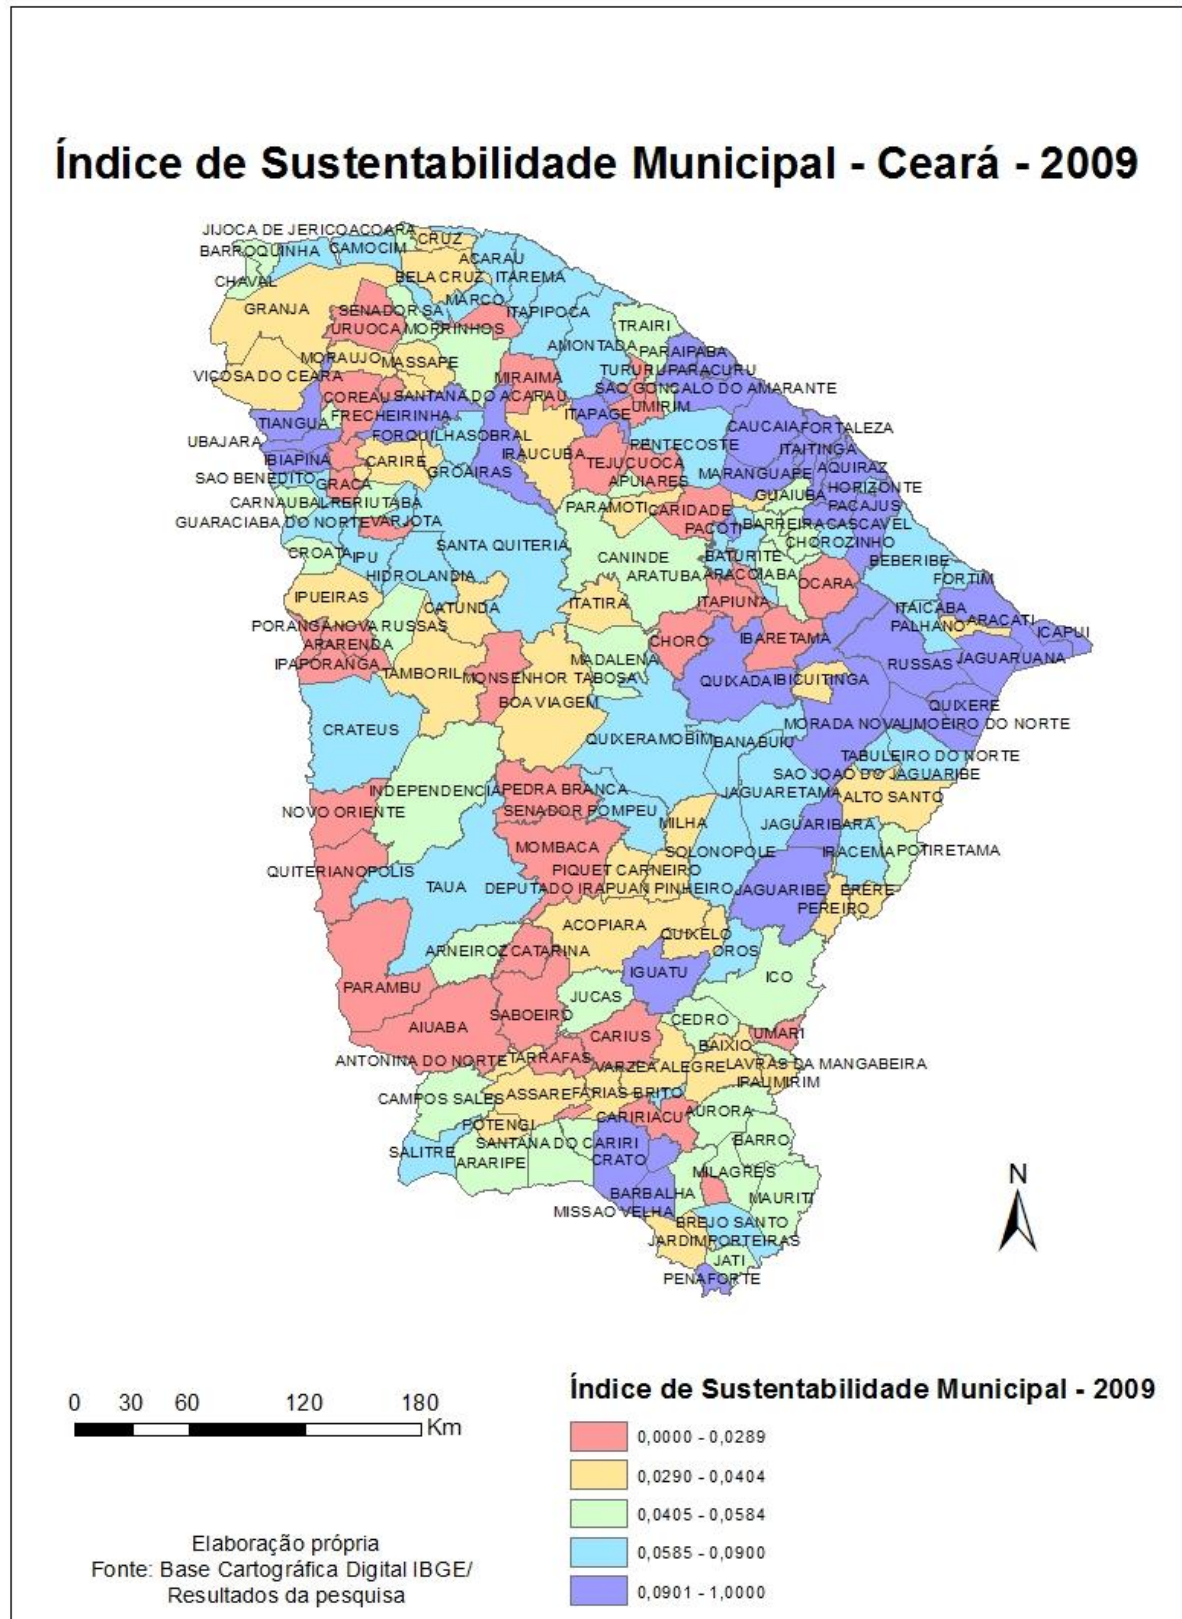 Índice de Sustentabilidade Municipal - Ceará - 2009
JIJOCA DE JERICOACOARA
CRUZ
BARROQUINHA
CAMOCIM
ACARAU
CHAVAL
BELA CRUZ
ITAREMA
MARCO
GRANJA
SENADOR SA
ITAPIPOCA
URUOCA
MORRINHOS
TRAIRI
AMONTADA
PARAIPABA
MORAUJO
MASSAPE
VIÇOSA DO CEARA
MIRAIMA
TURURU
PARACURU
COREAU
SANTANA DO ACARAU
SAO GONCALO DO AMARANTE
TIANGUA
FRECHEIRINHA
ITAPAGE
UMIRIM
CAUCAIA
FORTALEZA
UBAJARA
FORQUILHA
SOBRAL
PENTECOSTE
IBIAPINA
CARIRE
IRAUCUBA
ITAITINGA
SAO BENEDITO
GROAIRAS
TEJUCUOCA
MARANGUAPE
AQUIRAZ
GRACA
APUIARES
HORIZONTE
CARNAUBAL
RERIUTABA
GUAIUBA
PACAJUS
GUARACIABA DO NORTE
VARJOTA
PARAMOTI
CARIDADE
PACOTI
BARREIRA
CASCAVEL
CROATA
IPU
SANTA QUITERIA
CANINDE
BATURITE
CHOROZINHO
BEBERIBE
HIDROLANDIA
ARATUBA
ARACOIABA
OCARA
FORTIM
IPUEIRAS
CATUNDA
ITATIRA
ITAPIUNA
ITAICABA
PORANGA
NOVA RUSSAS
PALHANO
ARACATI
ARARENDA
CHORO
IBARETAMA
ICAPUI
IPAPORANGA
TAMBORIL
MONSENHOR TABOSA
MADALENA
QUIXADA
IBICUITINGA
RUSSAS
JAGUARUANA
BOA VIAGEM
QUIXERE
CRATEUS
QUIXERAMOBIM
BANABUIU
MORADA NOVA
LIMOEIRO DO NORTE
TABULEIRO DO NORTE
SAO JOAO DO JAGUARIBE
INDEPENDENCIA
PEDRA BRANCA
JAGUARETAMA
ALTO SANTO
NOVO ORIENTE
SENADOR POMPEU
MILHA
JAGUARIBARA
MOMBACA
SOLONOPOLE
IRACEMA
POTIRETAMA
QUITERIANOPOLIS
PIQUET CARNEIRO
TAUA
DEPUTADO IRAPUAN PINHEIRO
JAGUARIBE
ERERE
PEREIRO
ACOPIARA
QUIXELO
ARNEIROZ
CATARINA
OROS
IGUATU
ICO
PARAMBU
JUCAS
SABOEIRO
CEDRO
AIUABA
CARIUS
UMARI
BAIXIO
ANTONINA DO NORTE
TARRAFAS
VARZEA ALEGRE
LAVRAS DA MANGABEIRA
IPAUMIRIM
CAMPOS SALES
ASSARE
FARIAS BRITO
POTENGI
CARIRIACU
AURORA
SALITRE
SANTANA DO CARIRI
BARRO
ARARIPE
CRATO
MILAGRES
BARBALHA
MAURITI
MISSAO VELHA
BREJO SANTO
JARDIM
PORTEIRAS
JATI
PENAFORTE
N
0 30 60 120 180
Km
Índice de Sustentabilidade Municipal - 2009
0,0000 - 0,0289
0,0290 - 0,0404
0,0405 - 0,0584
0,0585 - 0,0900
0,0901 - 1,0000
Elaboração própria
Fonte: Base Cartográfica Digital IBGE/
Resultados da pesquisa